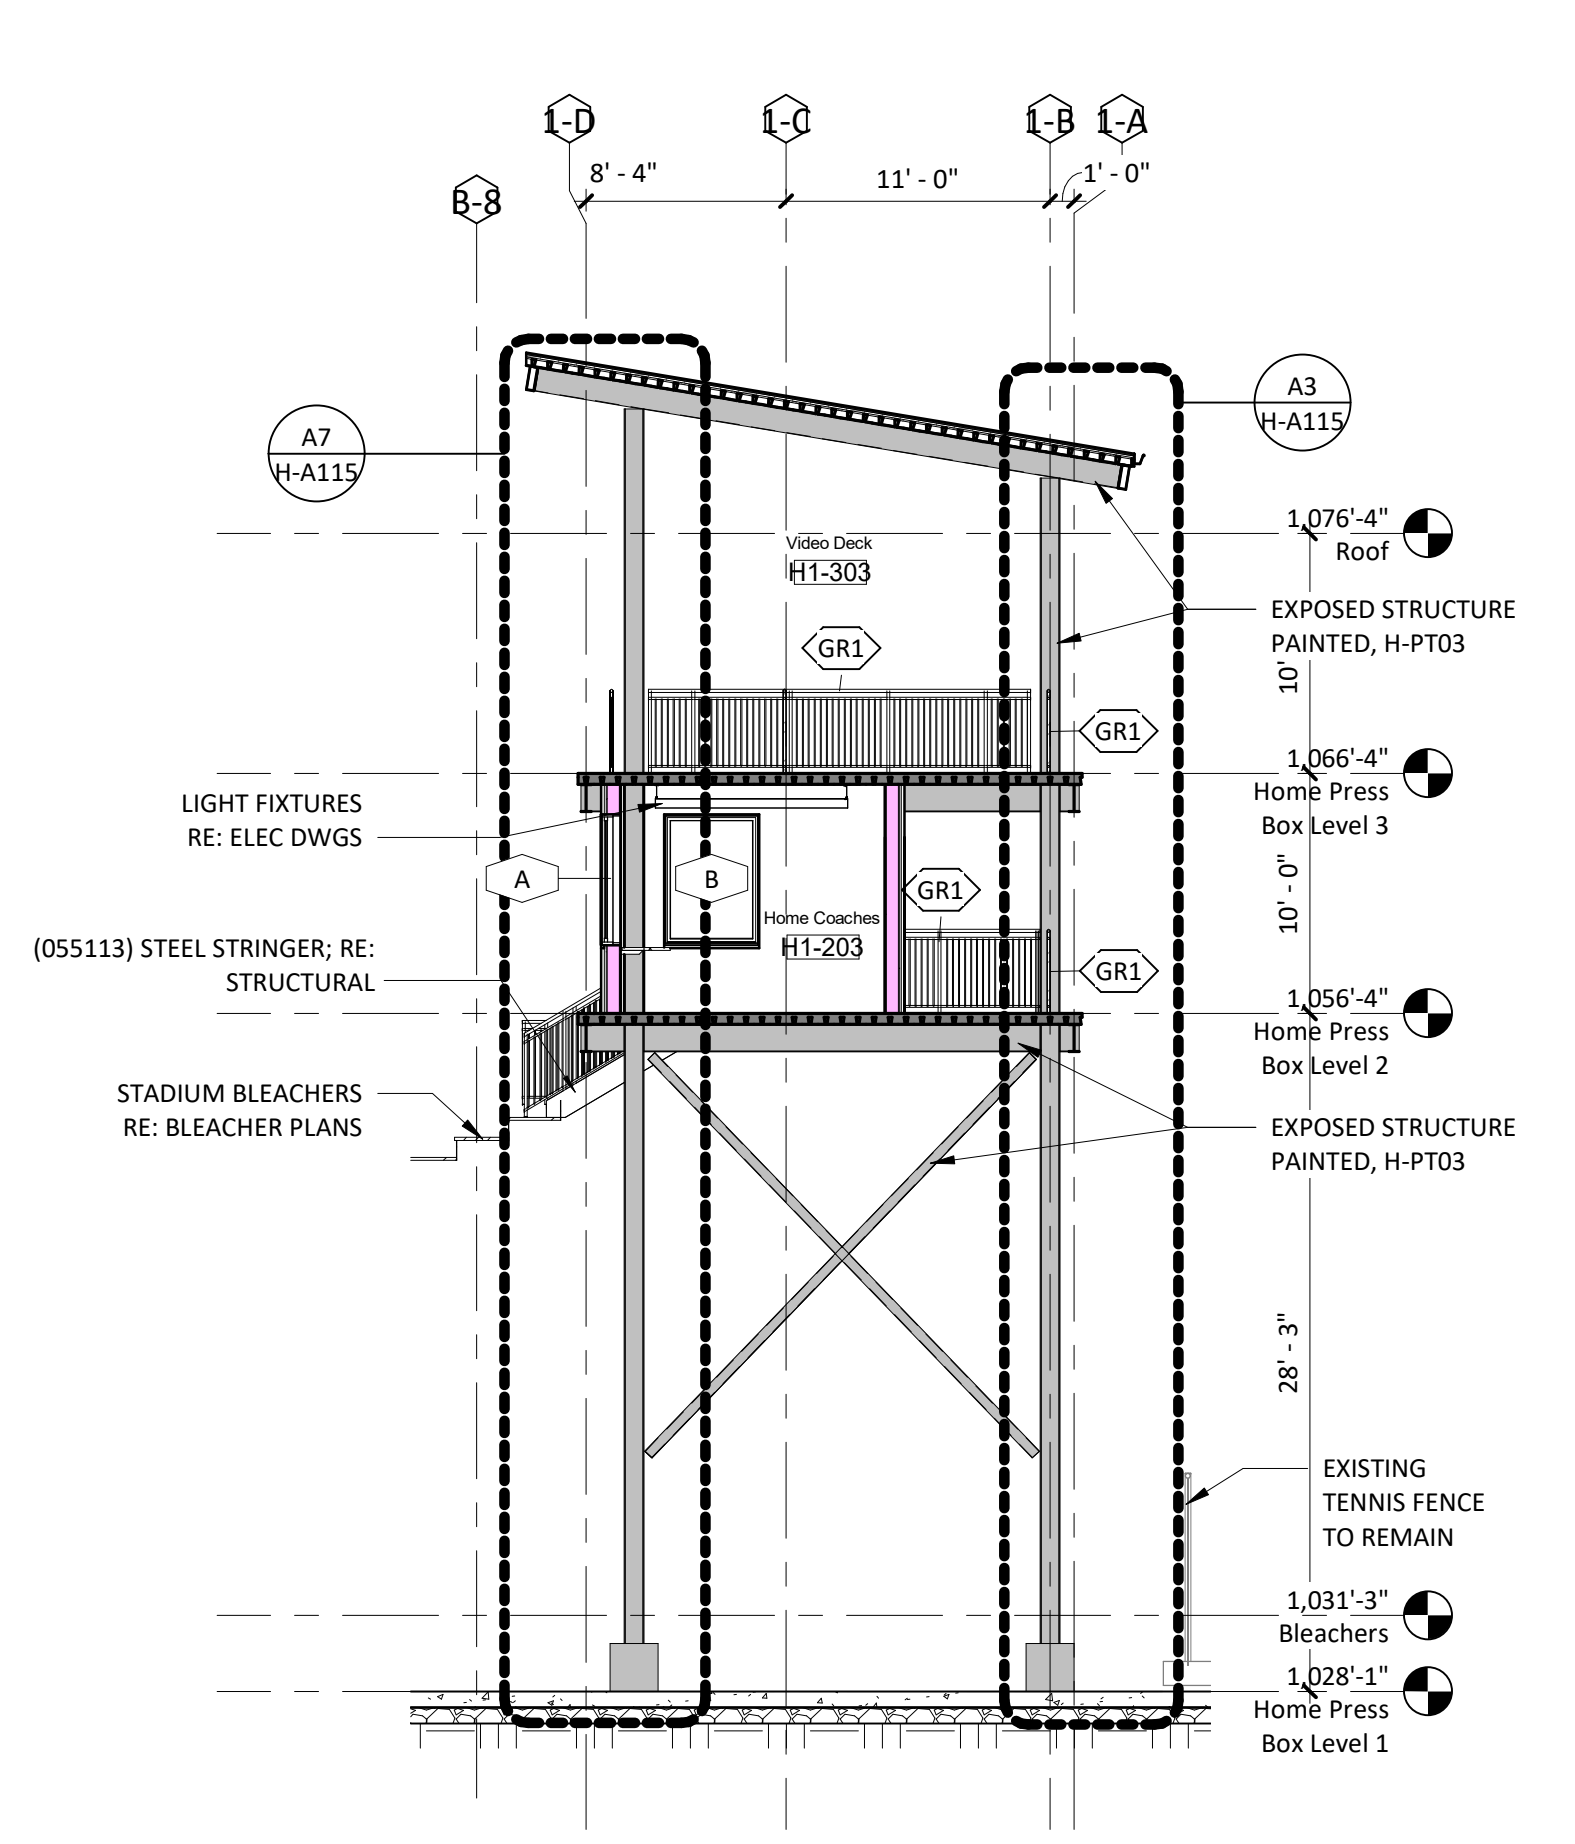 1-D
1-C
1-B
1-A
8' - 4"
11' - 0"
1' - 0"
B-8
A7
H-A115
A3
H-A115
1,076'-4"
Roof
Video Deck
H1-303
EXPOSED STRUCTURE
PAINTED, H-PT03
10'
GR1
GR1
1,066'-4"
Home Press
Box Level 3
LIGHT FIXTURES
RE: ELEC DWGS
A
B
GR1
10' - 0"
Home Coaches
H1-203
(055113) STEEL STRINGER; RE:
STRUCTURAL
GR1
1,056'-4"
Home Press
Box Level 2
STADIUM BLEACHERS
RE: BLEACHER PLANS
EXPOSED STRUCTURE
PAINTED, H-PT03
28' - 3"
EXISTING
TENNIS FENCE
TO REMAIN
1,031'-3"
Bleachers
1,028'-1"
Home Press
Box Level 1